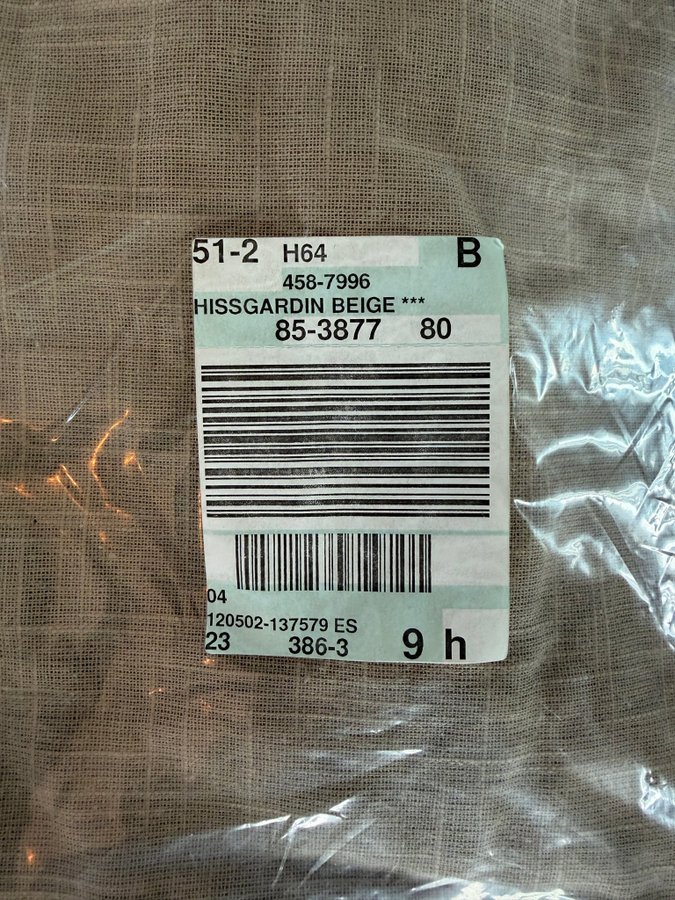 51-2 H64 B
458-7996
HISSGARDIN BEIGE ***
85-3877 80
04
120502-137579 ES
23 386-3 9 h